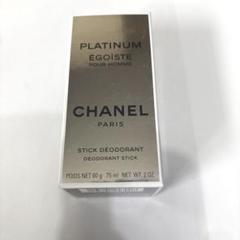 PLATINUM
ÉGOÏSTE
POUR HOMME
CHANEL
PARIS
STICK DÉODORANT
DEODORANT STICK
POIDS NET 60 g 75 ml NET WT. 2 OZ.